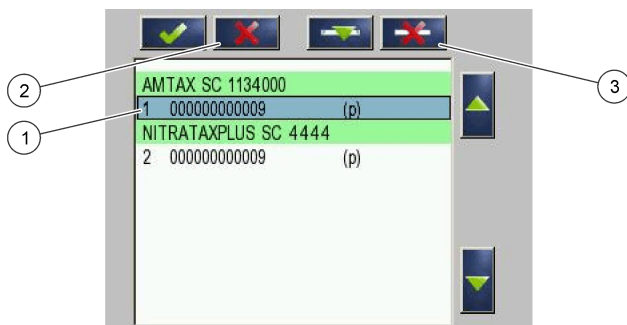 AMTAX SC 1134000
1 000000000009 (p)
NITRATAXPLUS SC 4444
2 000000000009 (p)
2
1
3